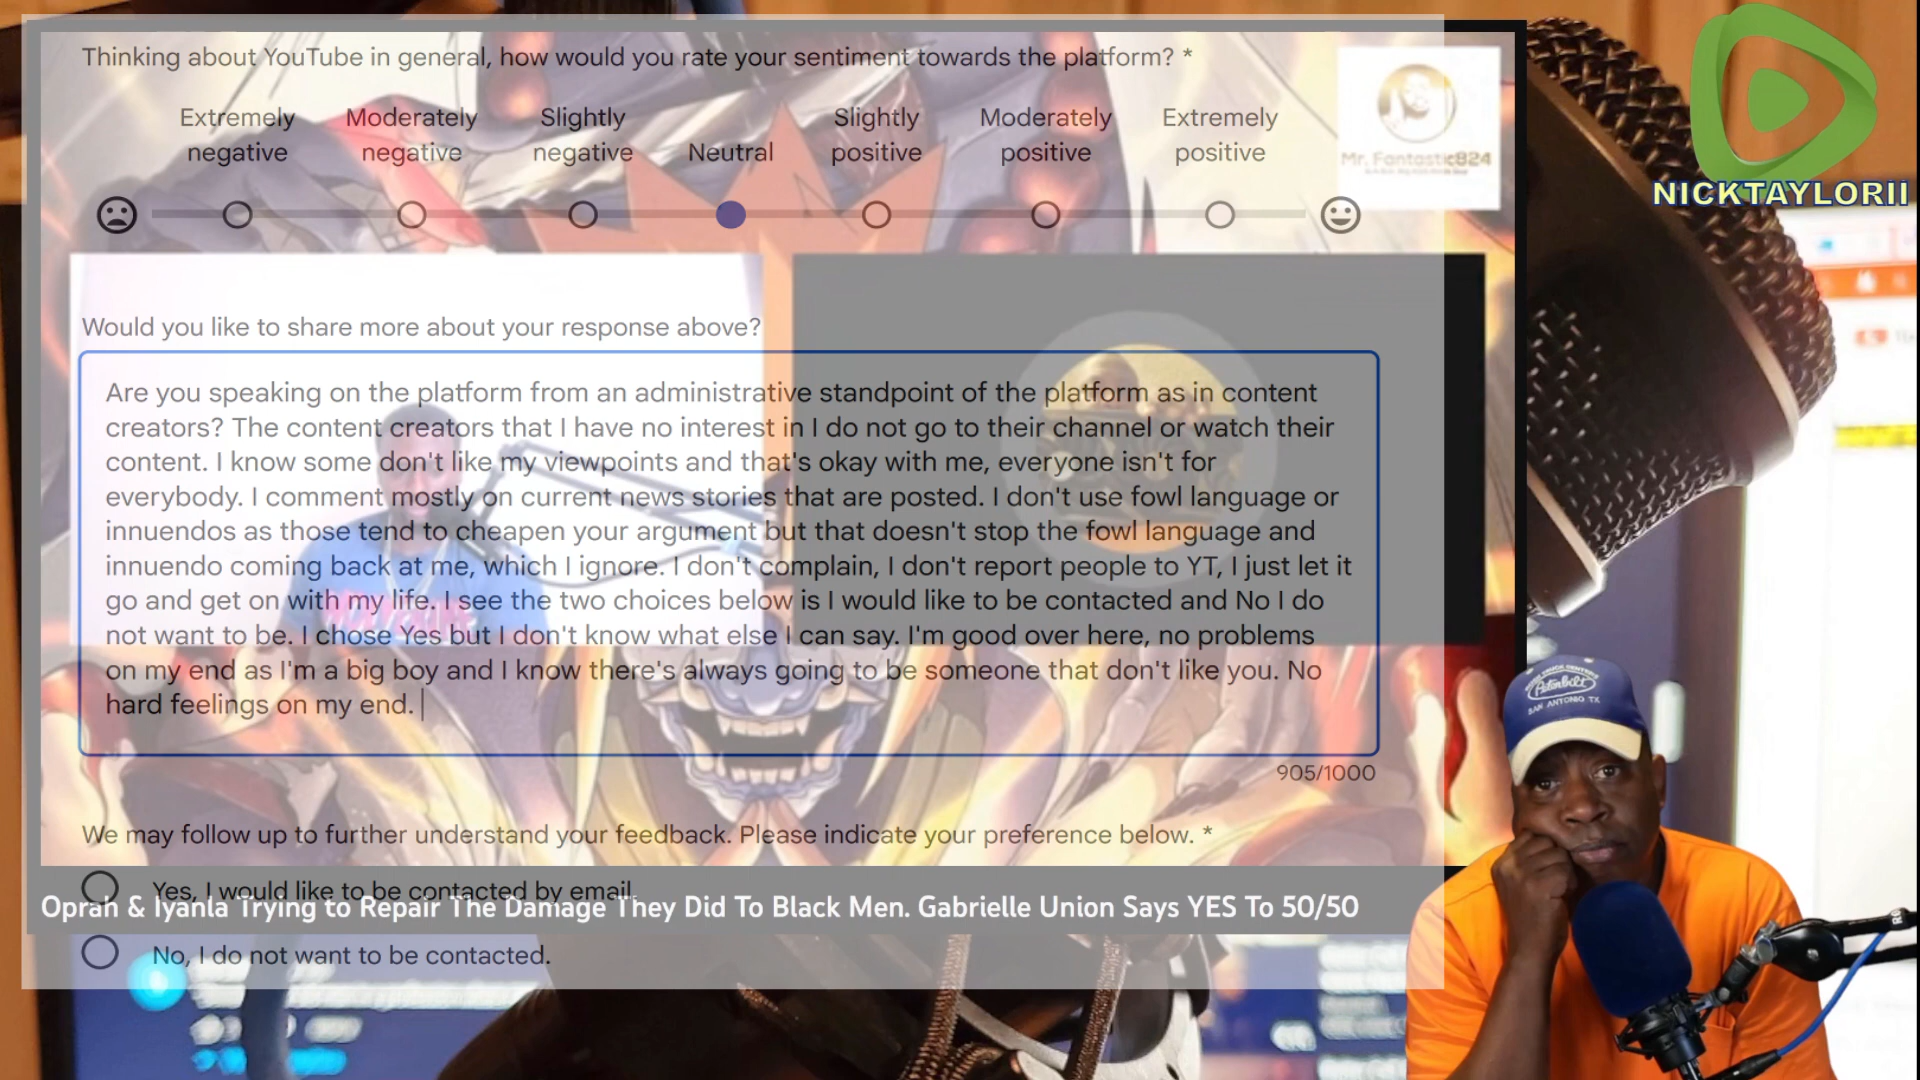 Thinking about YouTube in general, how would you rate your sentiment towards the platform? *
Extremely negative
Moderately negative
Slightly negative
Neutral
Slightly positive
Moderately positive
Extremely positive
Mr. Fantastic824
NICKTAYLORII
Would you like to share more about your response above?
Are you speaking on the platform from an administrative standpoint of the platform as in content
creators? The content creators that I have no interest in I do not go to their channel or watch their
content. I know some don't like my viewpoints and that's okay with me, everyone isn't for
everybody. I comment mostly on current news stories that are posted. I don't use fowl language or
innuendos as those tend to cheapen your argument but that doesn't stop the fowl language and
innuendo coming back at me, which I ignore. I don't complain, I don't report people to YT, I just let it
go and get on with my life. I see the two choices below is I would like to be contacted and No I do
not want to be. I chose Yes but I don't know what else I can say. I'm good over here, no problems
on my end as I'm a big boy and I know there's always going to be someone that don't like you. No
hard feelings on my end.
905/1000
Peterbilt
SAN ANTONIO TX
We may follow up to further understand your feedback. Please indicate your preference below. *
Yes, I would like to be contacted by email.
Oprah & Iyanla Trying to Repair The Damage They Did To Black Men. Gabrielle Union Says YES To 50/50
No, I do not want to be contacted.